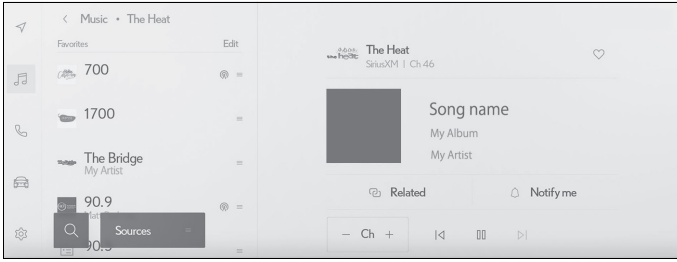 Music • The Heat
Favorites Edit
700
1700
The Bridge
My Artist
90.9
Sources
The Heat
SiriusXM | Ch 46
Song name
My Album
My Artist
Related
Notify me
− Ch +